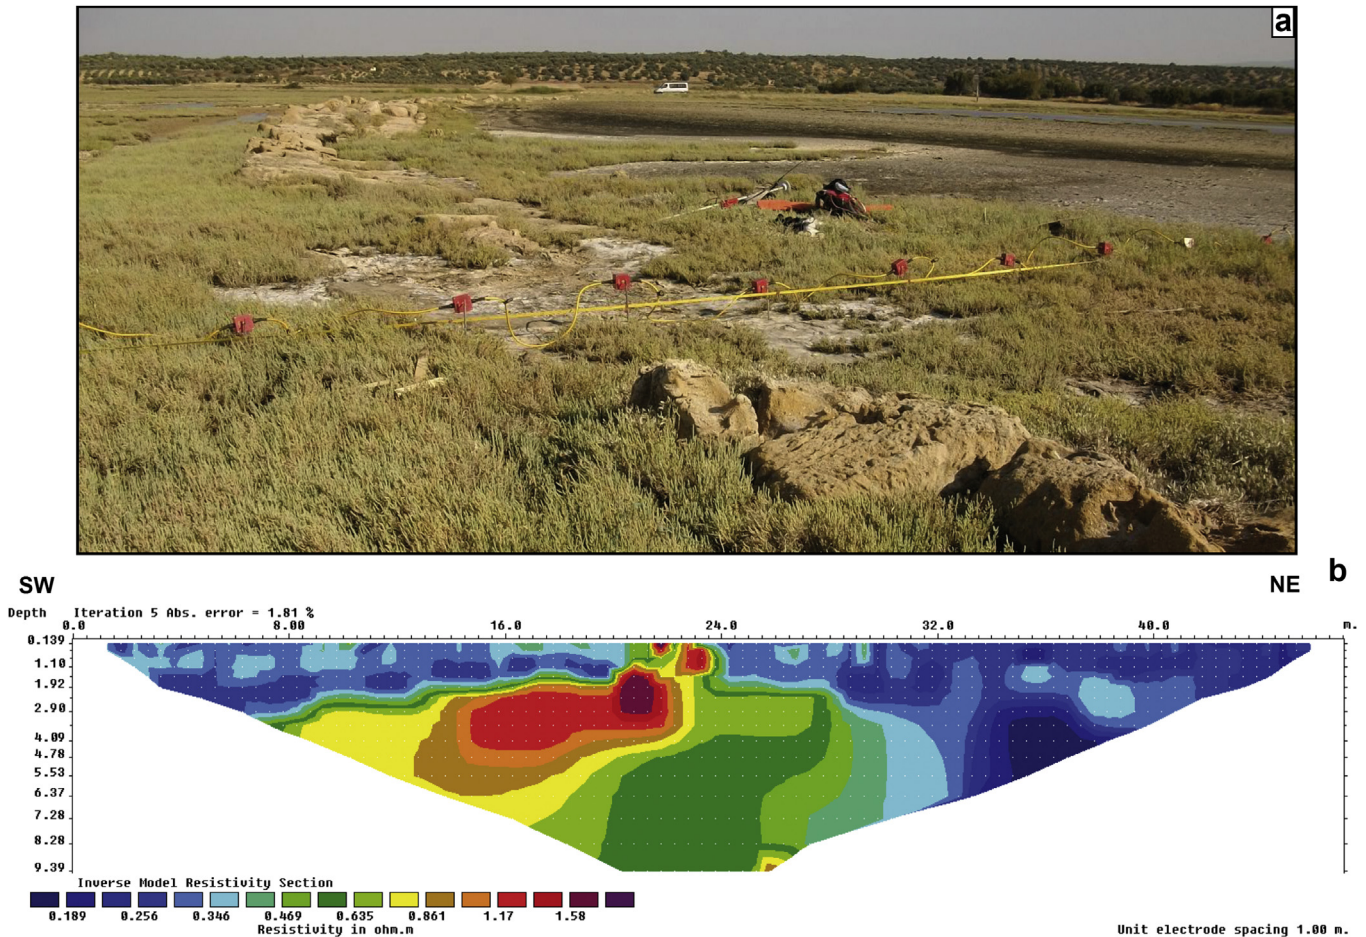 a
b
SW
NE
Depth Iteration 5 Abs. error = 1.81 %
0.0 8.00 16.0 24.0 32.0 40.0 m.
0.139
1.10
1.92
2.90
4.09
4.78
5.53
6.37
7.28
8.28
9.39
Inverse Model Resistivity Section
0.189 0.256 0.346 0.469 0.635 0.861 1.17 1.58
Resistivity in ohm.m
Unit electrode spacing 1.00 m.